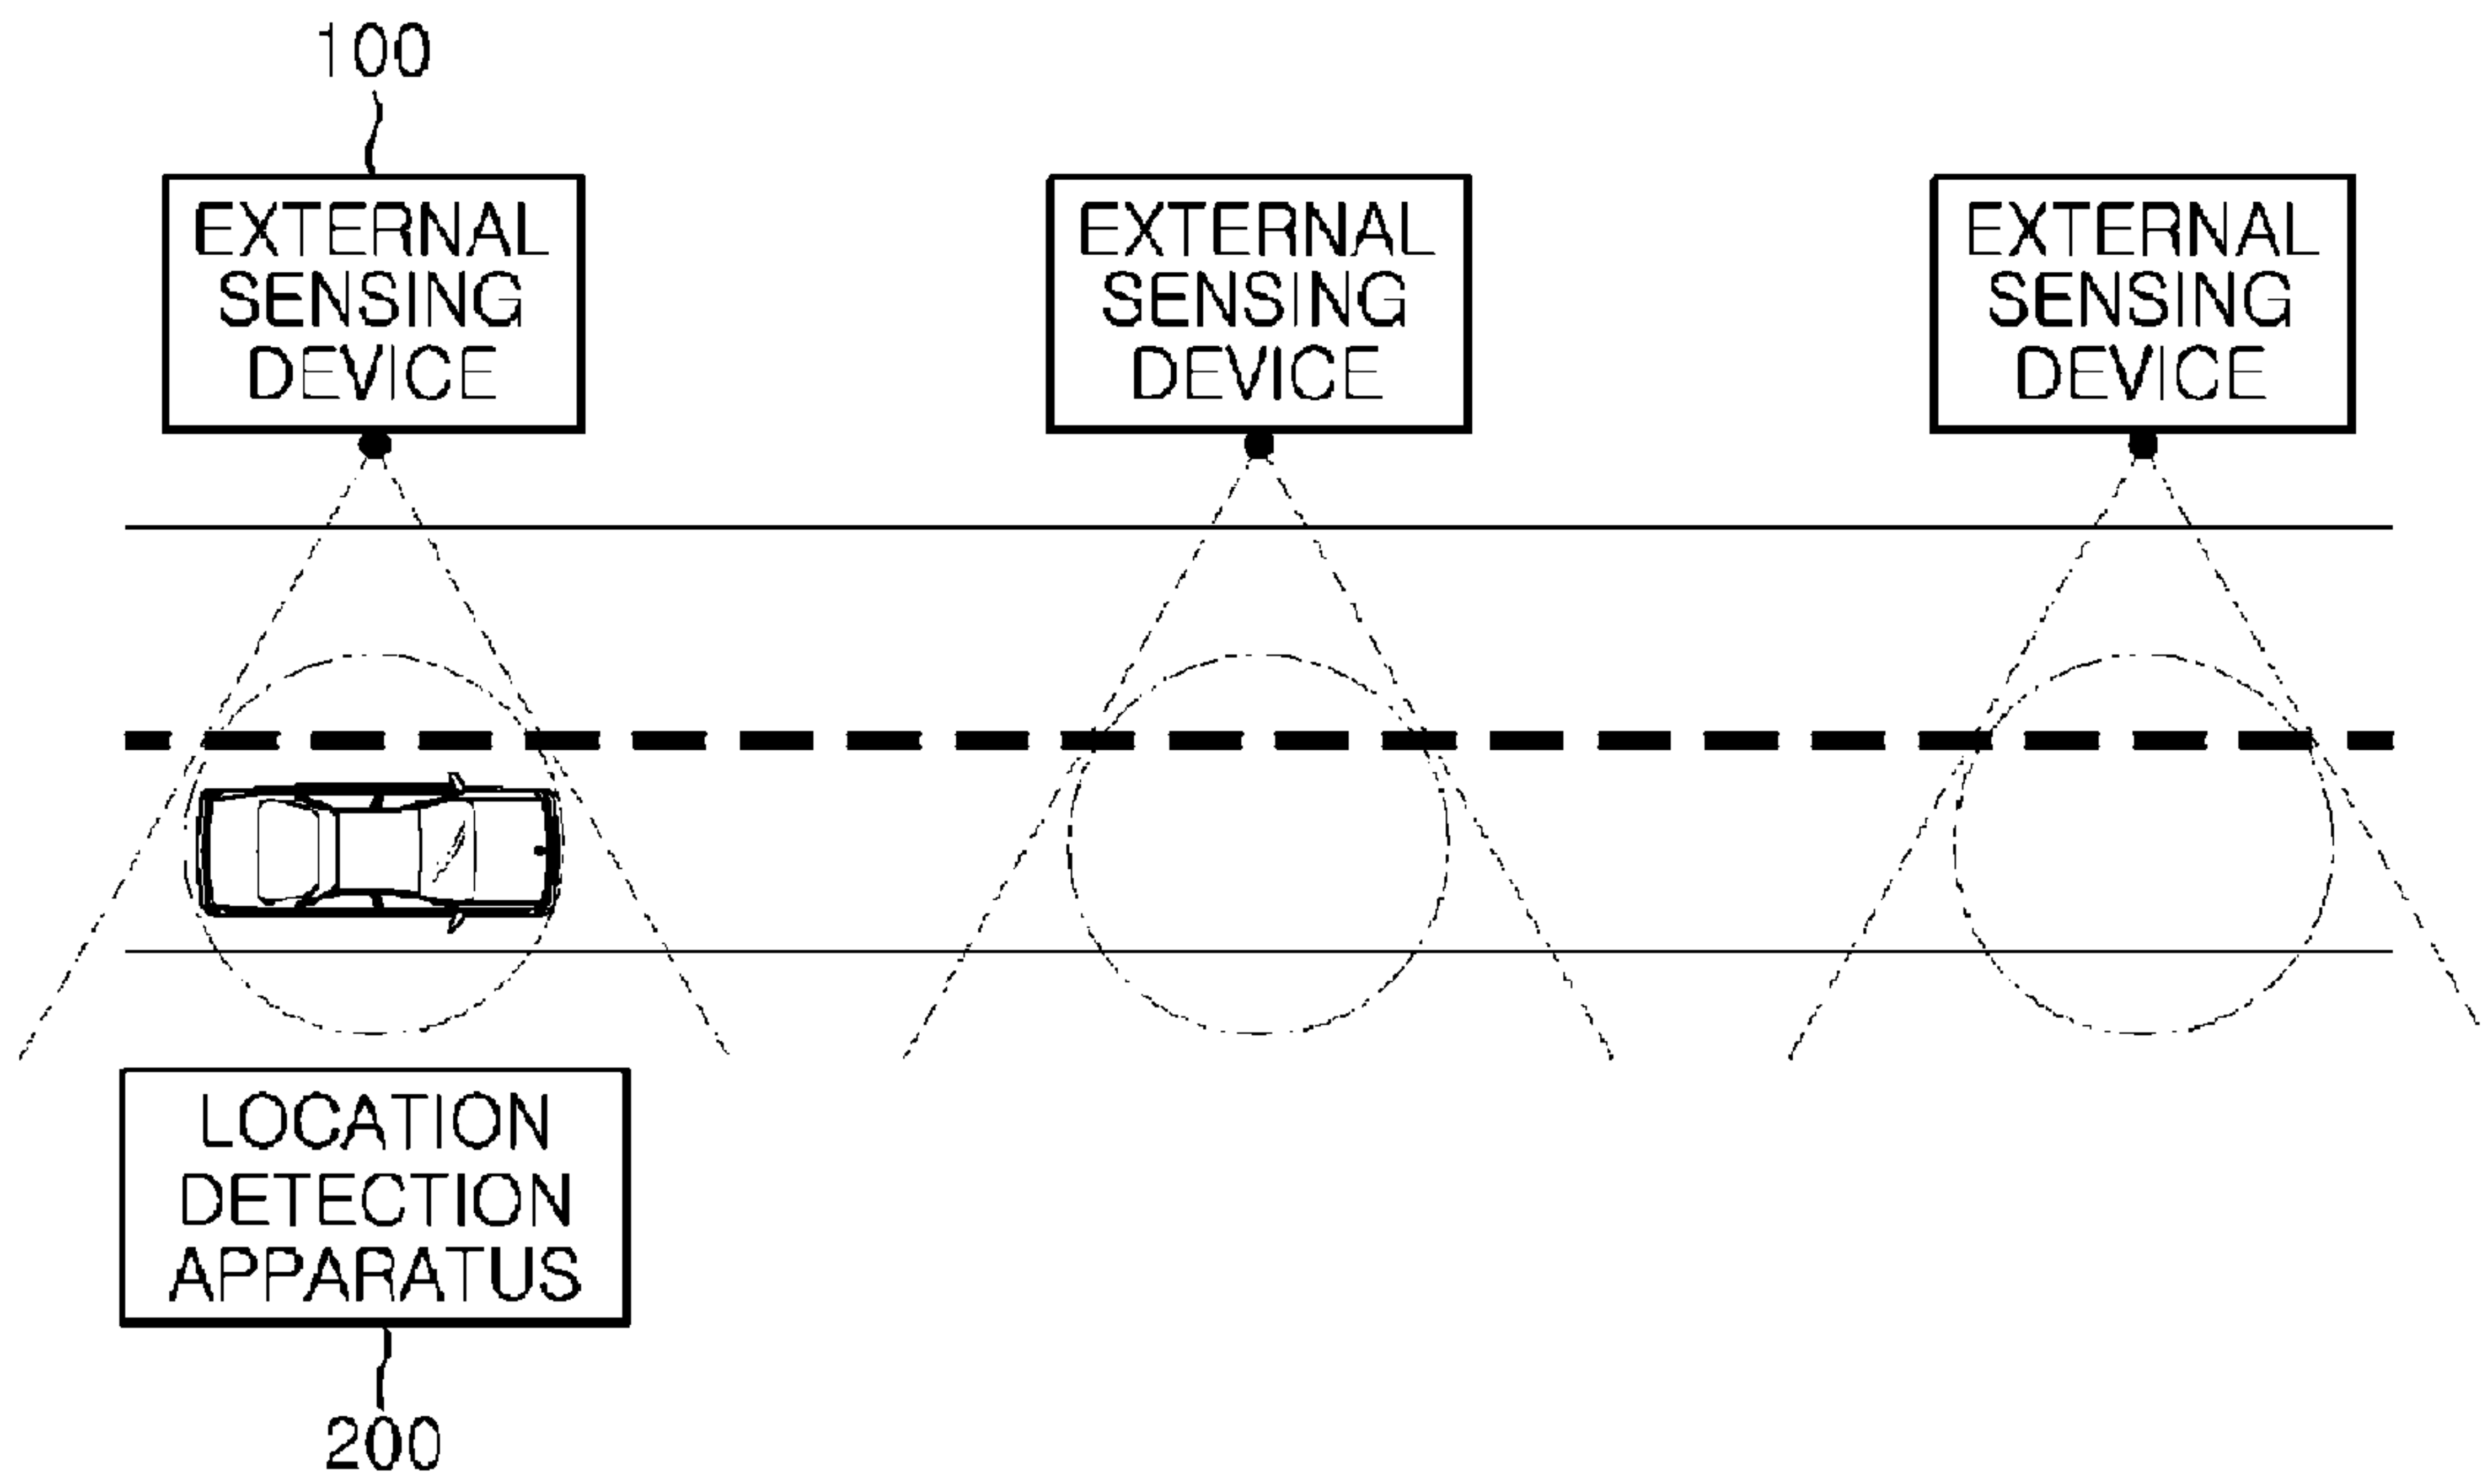 100
EXTERNAL
SENSING
DEVICE
EXTERNAL
SENSING
DEVICE
EXTERNAL
SENSING
DEVICE
LOCATION
DETECTION
APPARATUS
200